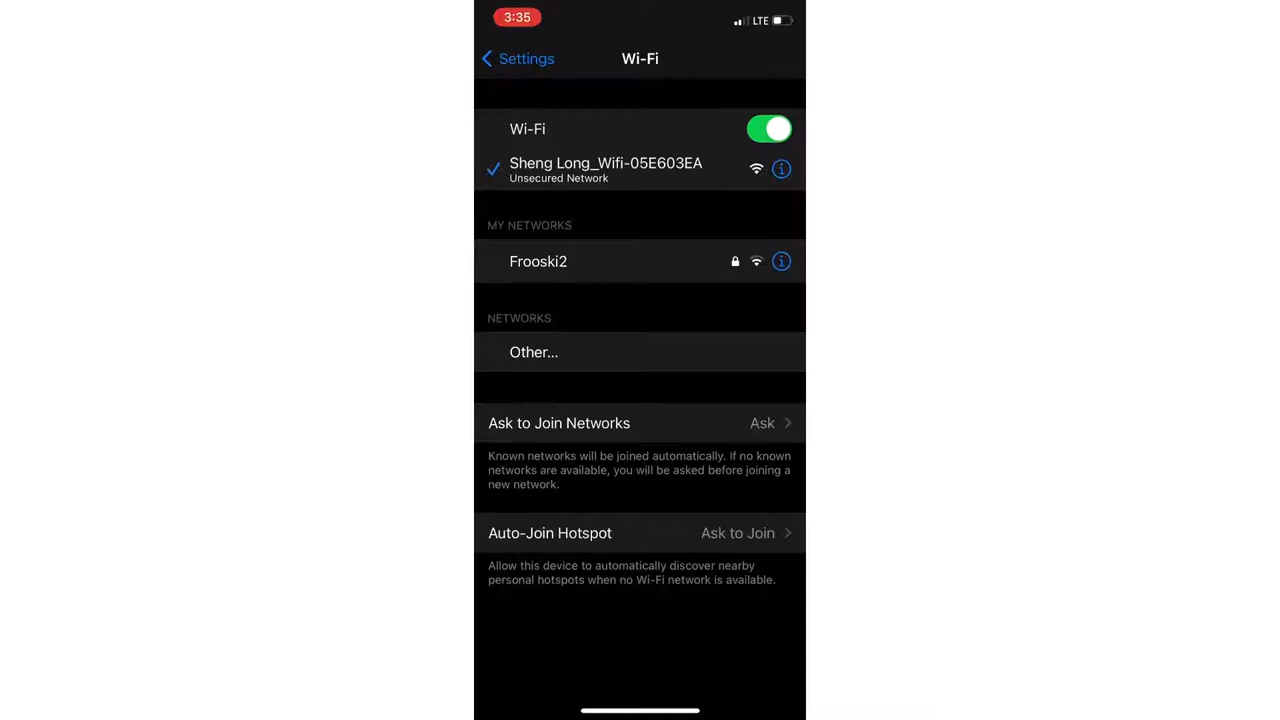 3:35
LTE
Settings
Wi-Fi
Wi-Fi
Sheng Long_Wifi-05E603EA
Unsecured Network
MY NETWORKS
Frooski2
NETWORKS
Other...
Ask to Join Networks Ask
Known networks will be joined automatically. If no known
networks are available, you will be asked before joining a
new network.
Auto-Join Hotspot Ask to Join
Allow this device to automatically discover nearby
personal hotspots when no Wi-Fi network is available.